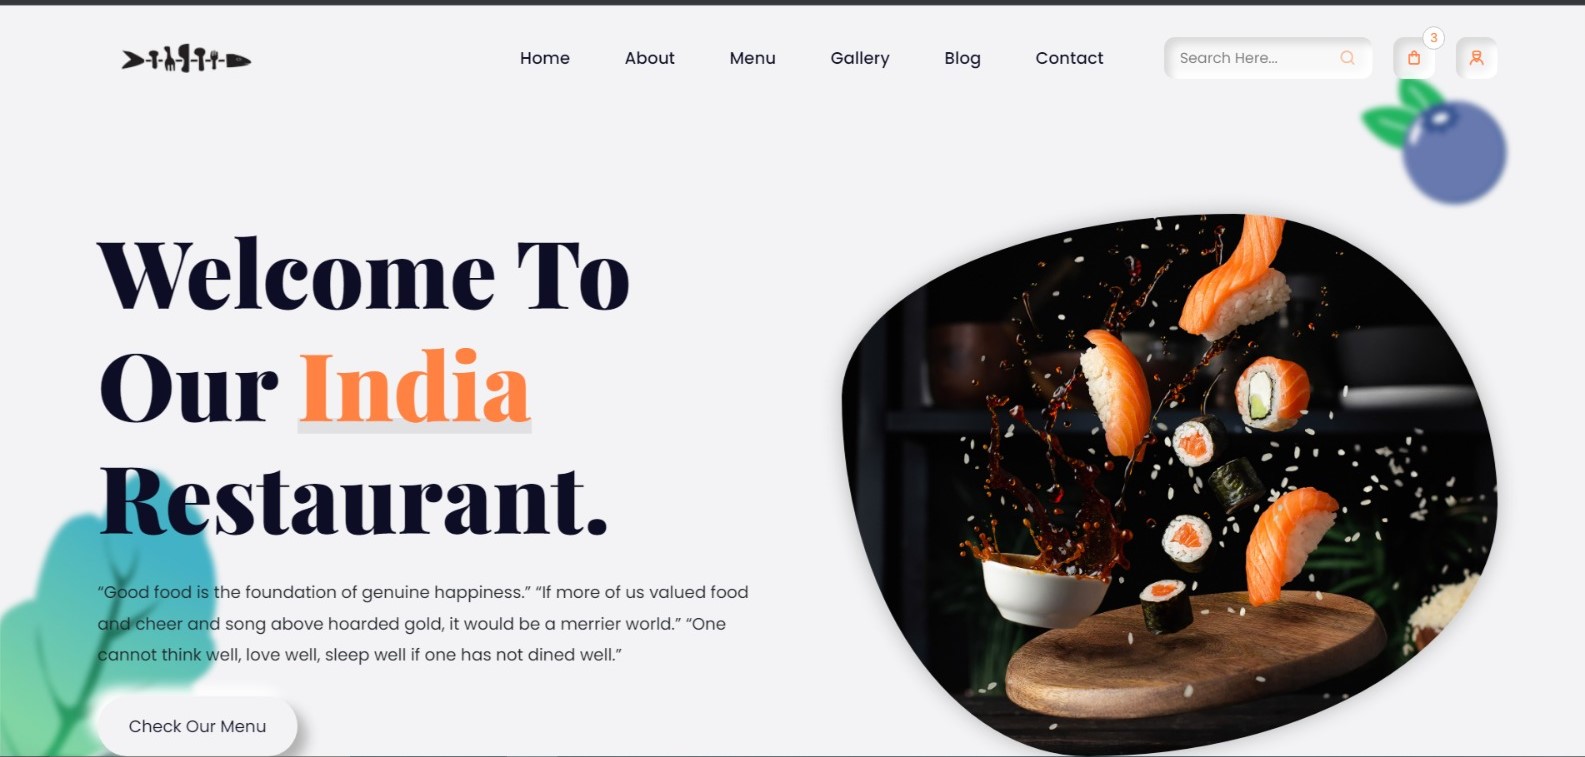 Home About Menu Gallery Blog Contact Search Here... 3
Welcome To
Our India
Restaurant.
“Good food is the foundation of genuine happiness.” “If more of us valued food
and cheer and song above hoarded gold, it would be a merrier world.” “One
cannot think well, love well, sleep well if one has not dined well.”
Check Our Menu